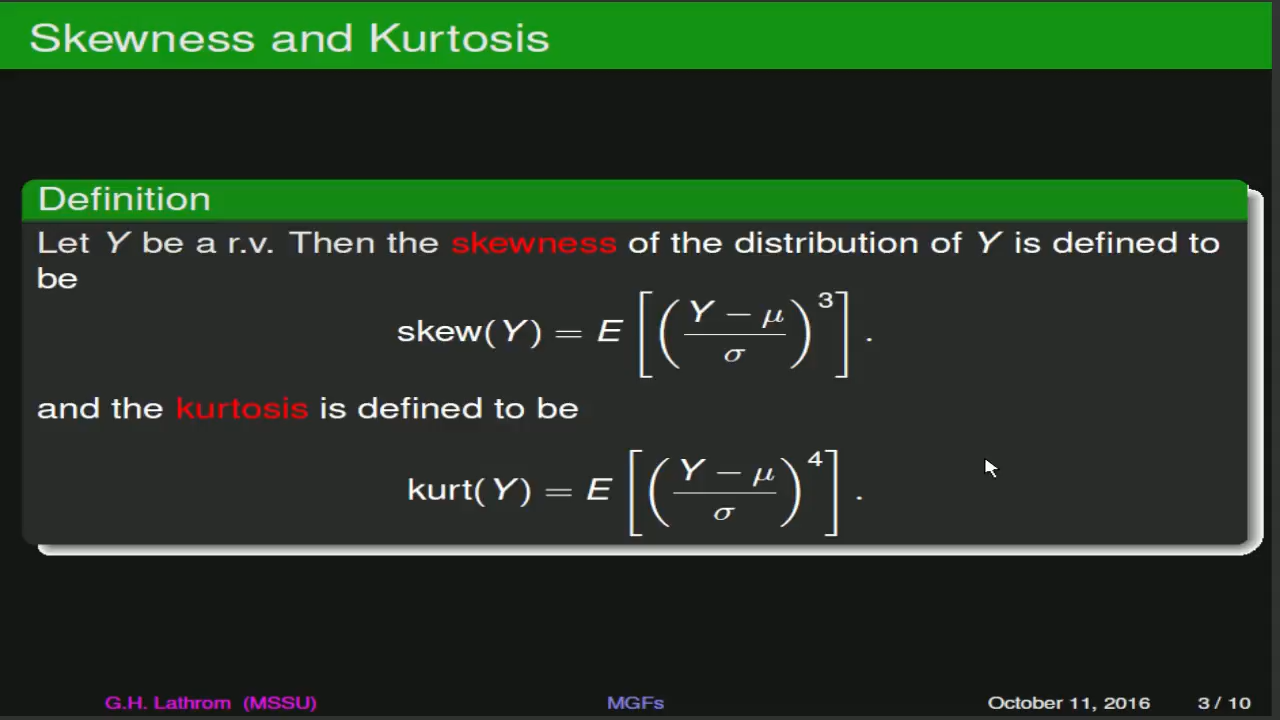 Skewness and Kurtosis
Definition
Let Y be a r.v. Then the skewness of the distribution of Y is defined to
be
skew(Y) = E [ ( (Y − μ) / σ )^3 ] .
and the kurtosis is defined to be
kurt(Y) = E [ ( (Y − μ) / σ )^4 ] .
G.H. Lathrom (MSSU) MGFs October 11, 2016 3 / 10